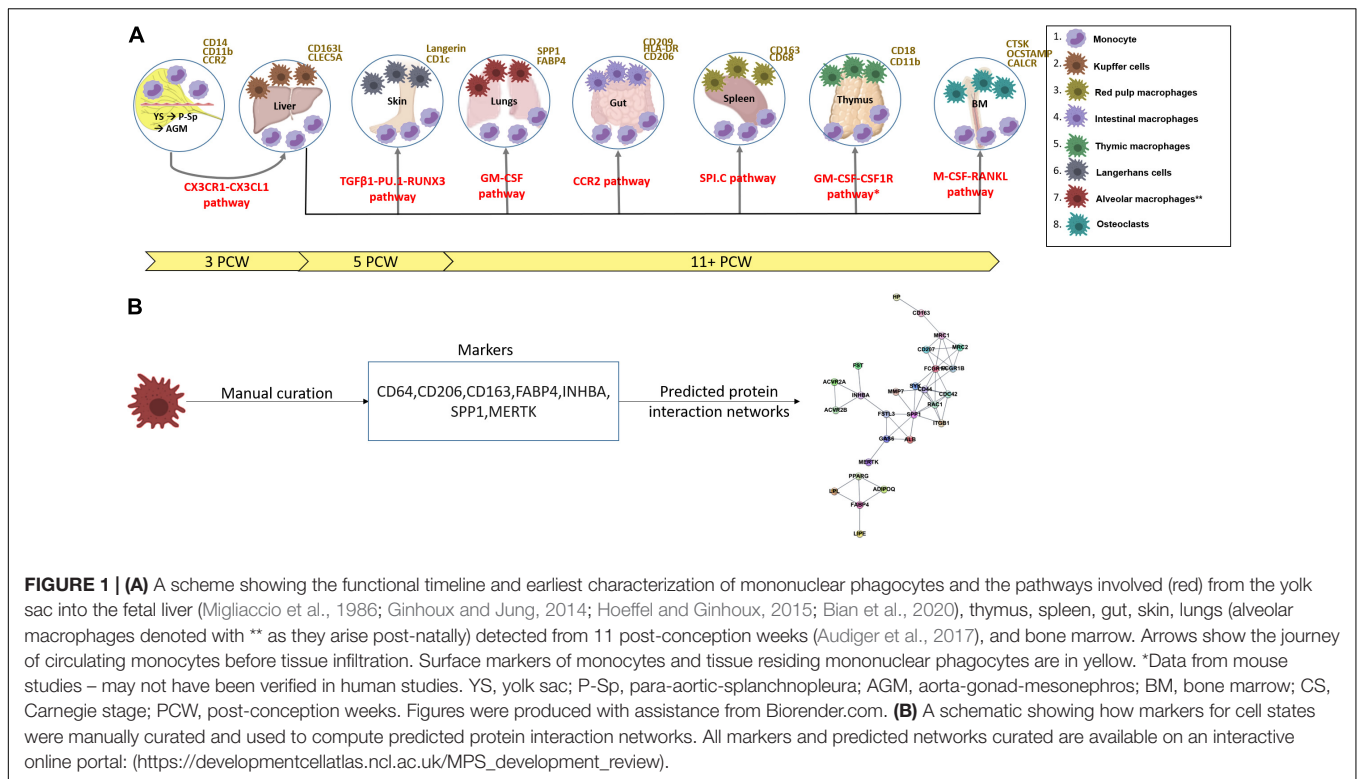 A
CD14
CD11b
CCR2
YS → P-Sp
→ AGM
CD163L
CLEC5A
Liver
Langerin
CD1c
Skin
SPP1
FABP4
Lungs
CD209
HLA-DR
CD206
Gut
CD163
CD68
Spleen
CD18
CD11b
Thymus
CTSK
OCSTAMP
CALCR
BM
CX3CR1-CX3CL1
pathway
TGFβ1-PU.1-RUNX3
pathway
GM-CSF
pathway
CCR2 pathway
SPI.C pathway
GM-CSF-CSF1R
pathway*
M-CSF-RANKL
pathway
1. Monocyte
2. Kupffer cells
3. Red pulp macrophages
4. Intestinal macrophages
5. Thymic macrophages
6. Langerhans cells
7. Alveolar macrophages**
8. Osteoclasts
3 PCW
5 PCW
11+ PCW
B
Manual curation
Markers
CD64,CD206,CD163,FABP4,INHBA,
SPP1,MERTK
Predicted protein
interaction networks
HP
CD163
MRC1
CD207
MRC2
FST
ACVR2A
INHBA
ACVR2B
MMP7
SYK
CD44
RAC1
CDC42
FSTL3
SPP1
ITGB1
GAS6
ALB
MERTK
PPARG
LPL
ADIPOQ
FABP4
LIPE
FIGURE 1 | (A) A scheme showing the functional timeline and earliest characterization of mononuclear phagocytes and the pathways involved (red) from the yolk
sac into the fetal liver (Migliaccio et al., 1986; Ginhoux and Jung, 2014; Hoeffel and Ginhoux, 2015; Bian et al., 2020), thymus, spleen, gut, skin, lungs (alveolar
macrophages denoted with ** as they arise post-natally) detected from 11 post-conception weeks (Audiger et al., 2017), and bone marrow. Arrows show the journey
of circulating monocytes before tissue infiltration. Surface markers of monocytes and tissue residing mononuclear phagocytes are in yellow. *Data from mouse
studies – may not have been verified in human studies. YS, yolk sac; P-Sp, para-aortic-splanchnopleura; AGM, aorta-gonad-mesonephros; BM, bone marrow; CS,
Carnegie stage; PCW, post-conception weeks. Figures were produced with assistance from Biorender.com. (B) A schematic showing how markers for cell states
were manually curated and used to compute predicted protein interaction networks. All markers and predicted networks curated are available on an interactive
online portal: (https://developmentcellatlas.ncl.ac.uk/MPS_development_review).